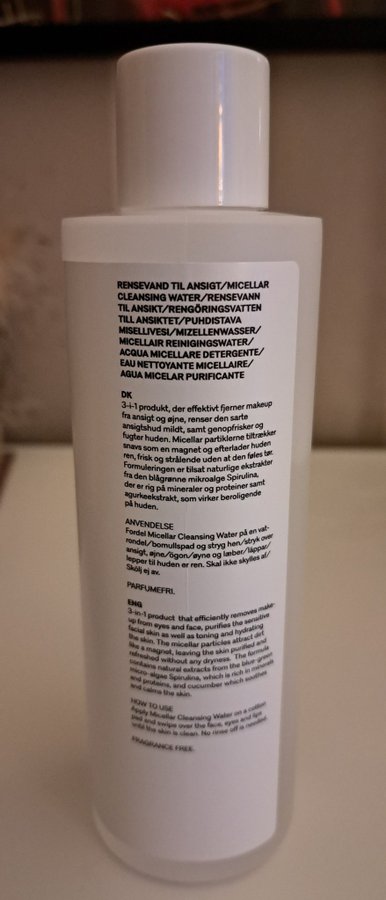 RENSEVAND TIL ANSIGT/MICELLAR
CLEANSING WATER/RENSEVANN
TIL ANSIKT/RENGÖRINGSVATTEN
TILL ANSIKTET/PUHDISTAVA
MISELLIVESI/MIZELLENWASSER/
MICELLAIR REINIGINGSWATER/
ACQUA MICELLARE DETERGENTE/
EAU NETTOYANTE MICELLAIRE/
AGUA MICELAR PURIFICANTE
DK
3-i-1 produkt, der effektivt fjerner makeup
fra ansigt og øjne, renser den sarte
ansigtshud mildt, samt genopfrisker og
fugter huden. Micellar partiklerne tiltrækker
snavs som en magnet og efterlader huden
ren, frisk og strålende uden at den føles tør.
Formuleringen er tilsat naturlige ekstrakter
fra den blågrønne mikroalge Spirulina,
der er rig på mineraler og proteiner samt
agurkeekstrakt, som virker beroligende
på huden.
ANVENDELSE
Fordel Micellar Cleansing Water på en vat-
rondel/bomullspad og stryg hen/stryk over
ansigt, øjne/ögon/øyne og læber/läppar/
lepper til huden er ren. Skal ikke skylles af/
Skölj ej av.
PARFUMEFRI.
ENG
3-in-1 product that efficiently removes make-
up from eyes and face, purifies the sensitive
facial skin as well as toning and hydrating
the skin. The micellar particles attract dirt
like a magnet, leaving the skin purified and
refreshed without any dryness. The formula
contains natural extracts from the blue-green
micro-algae Spirulina, which is rich in minerals
and proteins, and cucumber which soothes
and calms the skin.
HOW TO USE
Apply Micellar Cleansing Water on a cotton
pad and swipe over the face, eyes and lips
until the skin is clean. No rinse off is needed.
FRAGRANCE FREE.